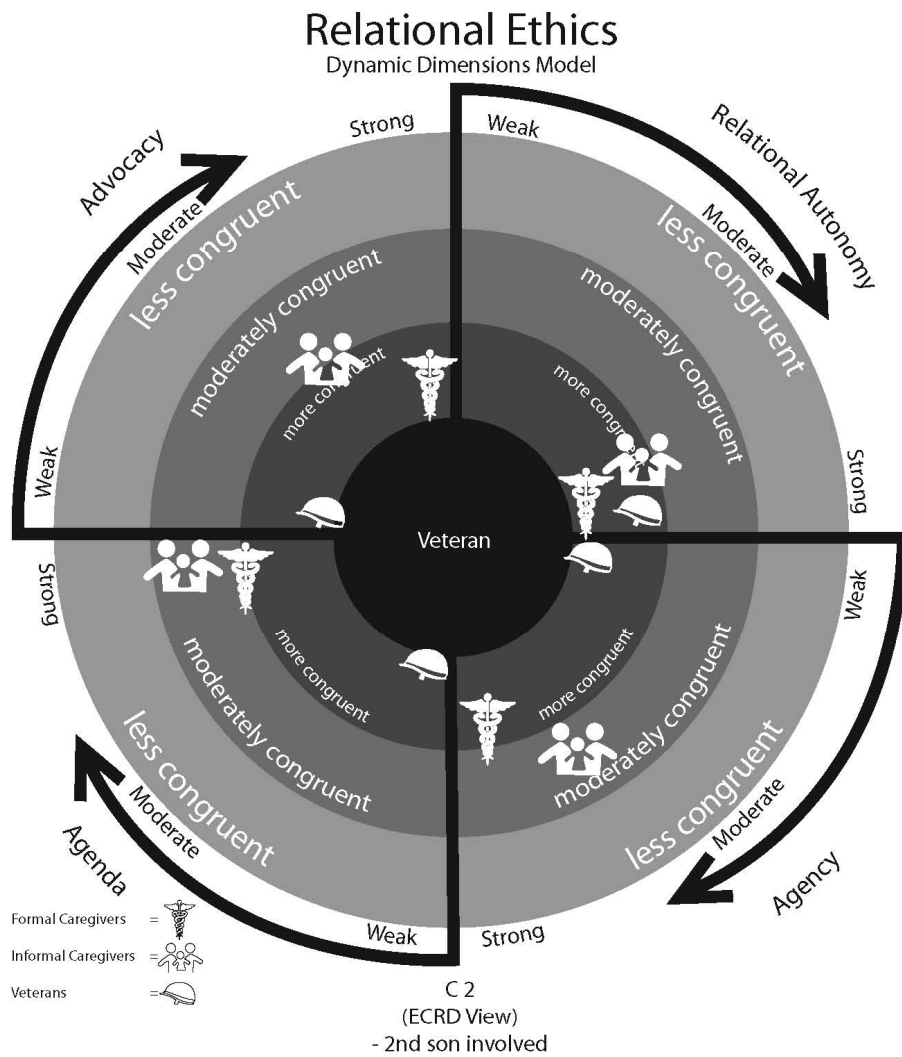 Relational Ethics
Dynamic Dimensions Model
Strong
Weak
Advocacy
Moderate
less congruent
moderately congruent
more congruent
Weak
Relational Autonomy
Moderate
less congruent
moderately congruent
Strong
Veteran
Strong
more congruent
moderately congruent
less congruent
Moderate
Agenda
Weak
Weak
more congruent
moderately congruent
less congruent
Moderate
Agency
Strong
Formal Caregivers =
Informal Caregivers =
Veterans =
C 2
(ECRD View)
- 2nd son involved